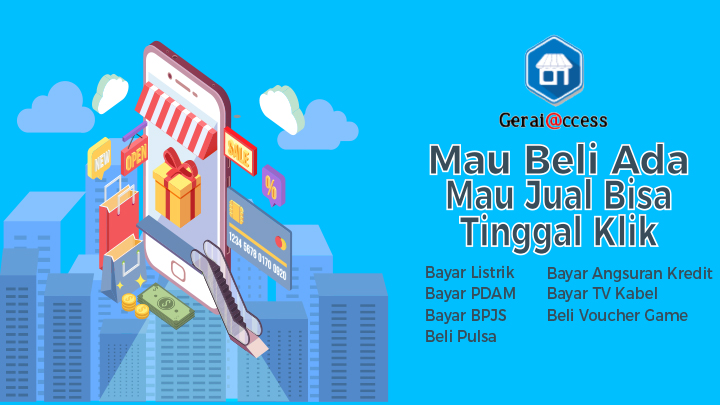 NEW
OPEN
SALE
%
1234 5678 0170 0920
Gerai@ccess
Mau Beli Ada
Mau Jual Bisa
Tinggal Klik
Bayar Listrik
Bayar PDAM
Bayar BPJS
Beli Pulsa
Bayar Angsuran Kredit
Bayar TV Kabel
Beli Voucher Game